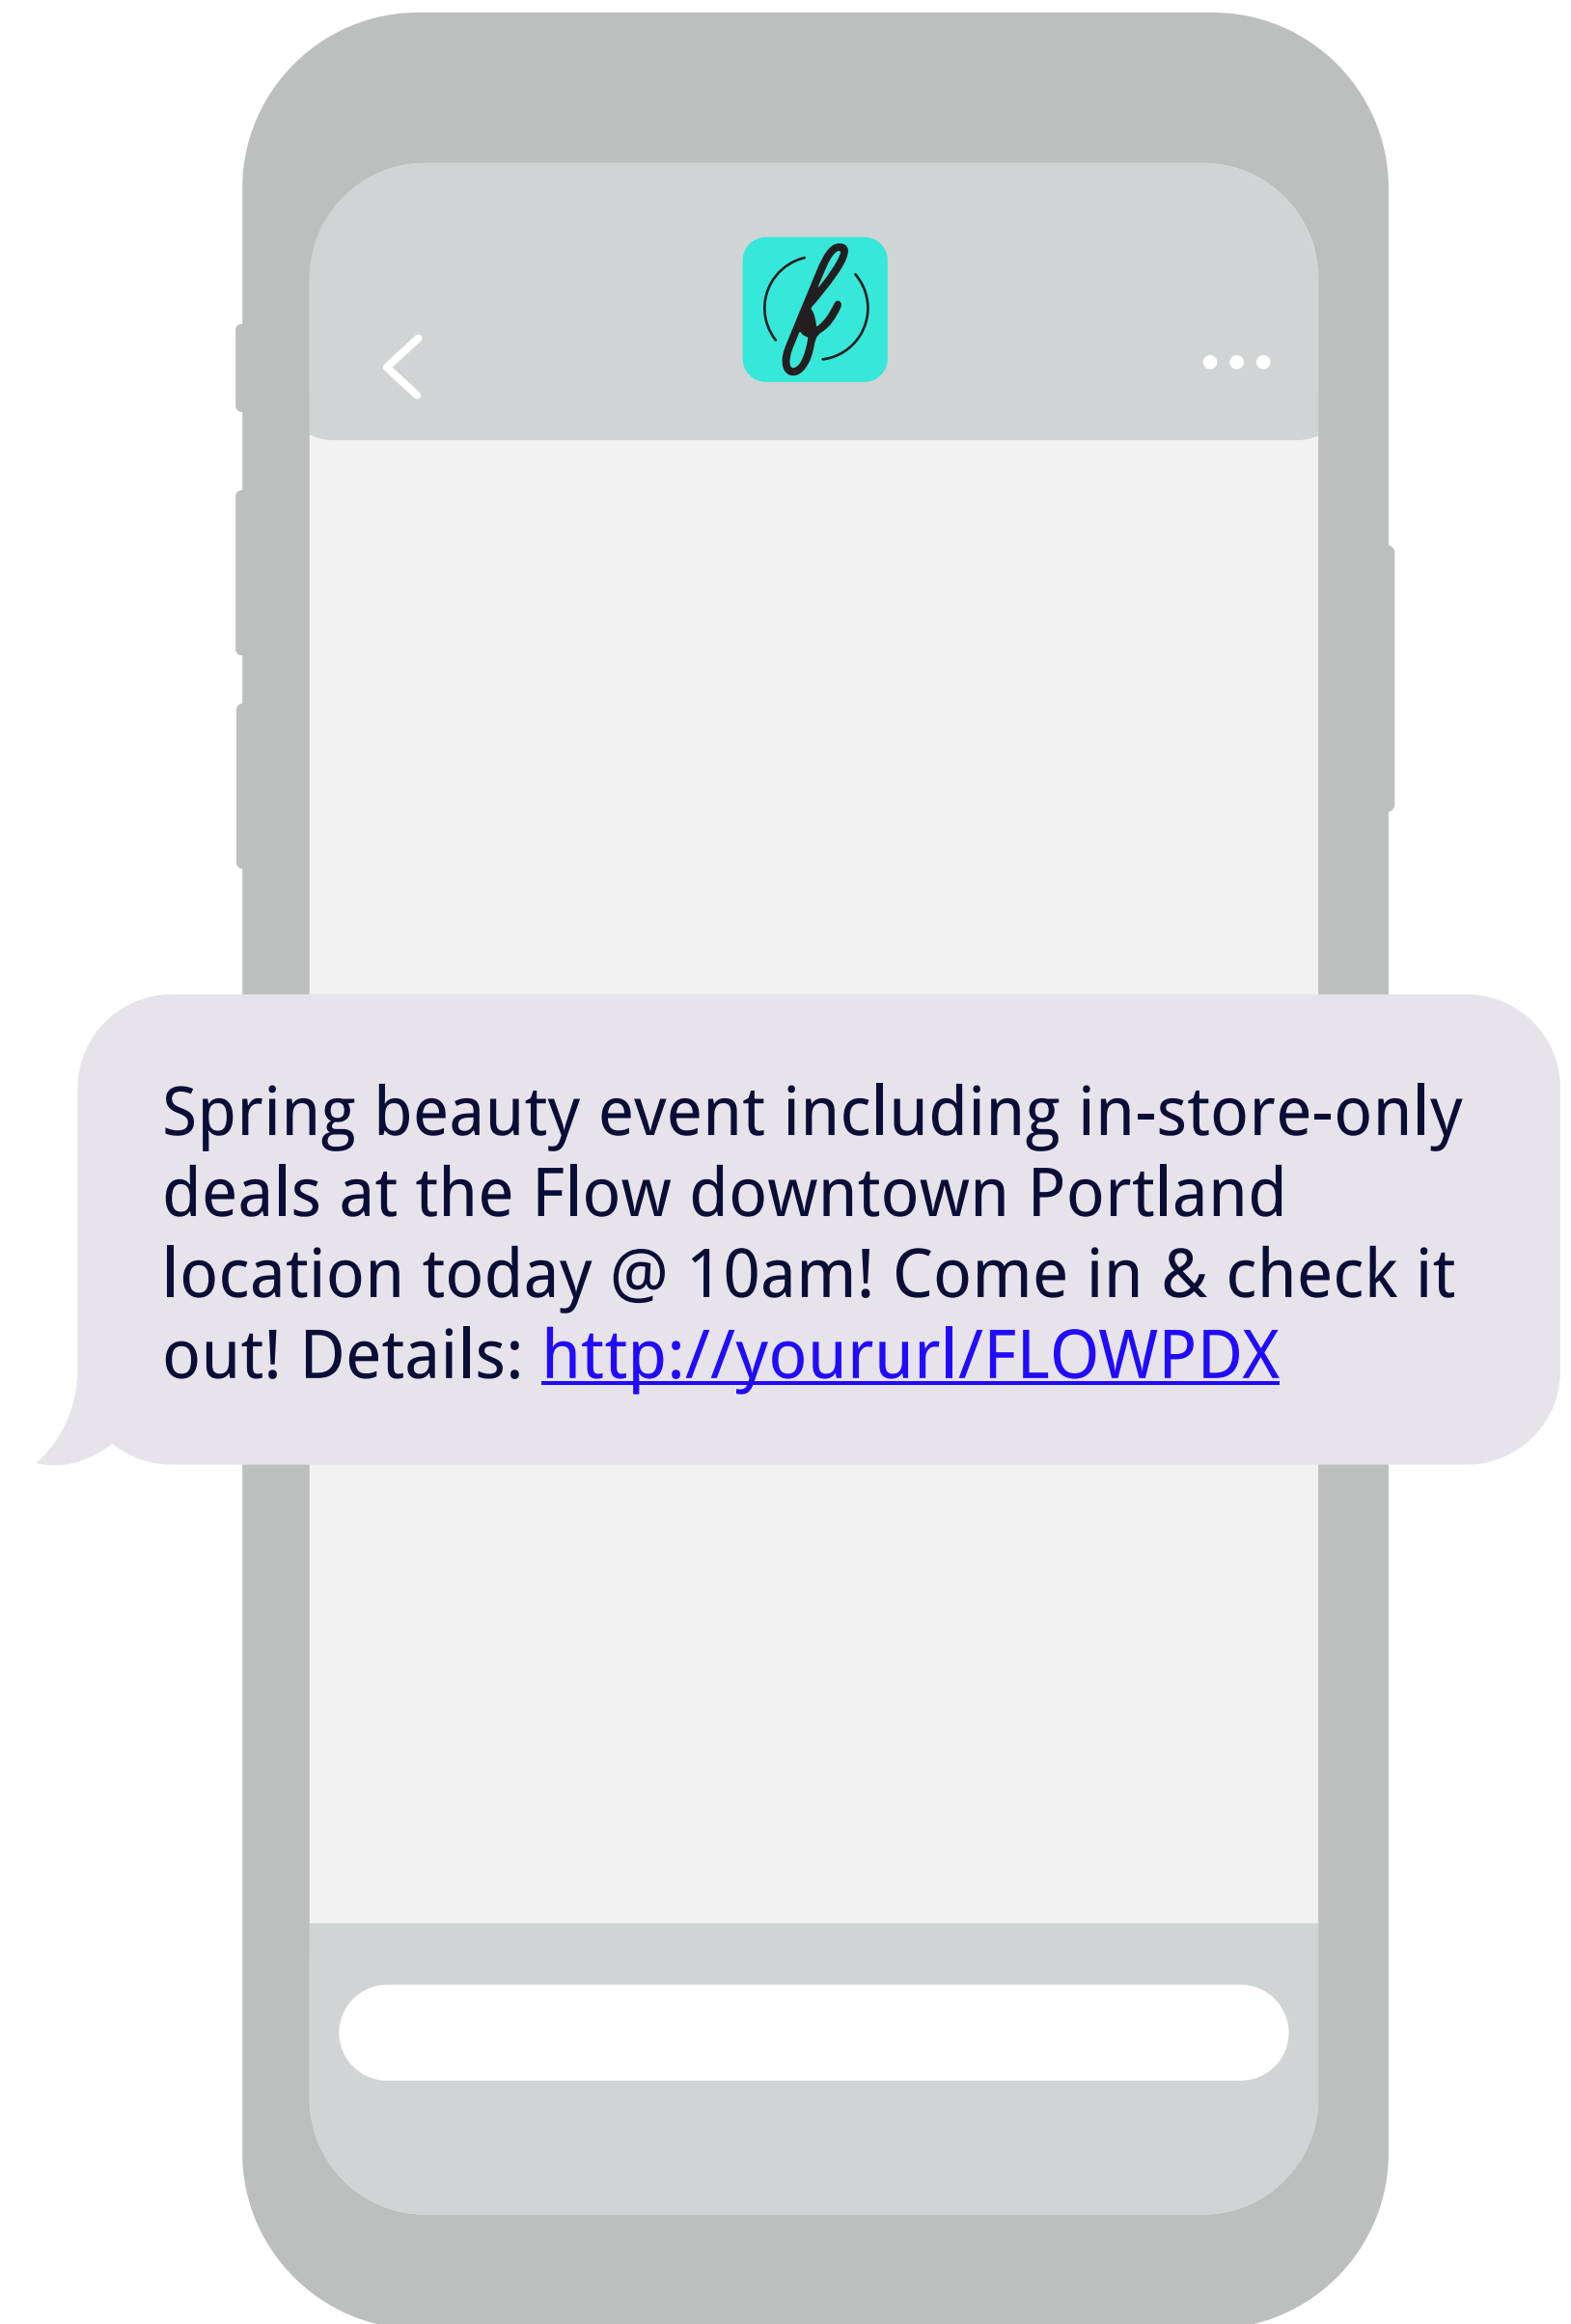 Spring beauty event including in-store-only
deals at the Flow downtown Portland
location today @ 10am! Come in & check it
out! Details: http://yoururl/FLOWPDX